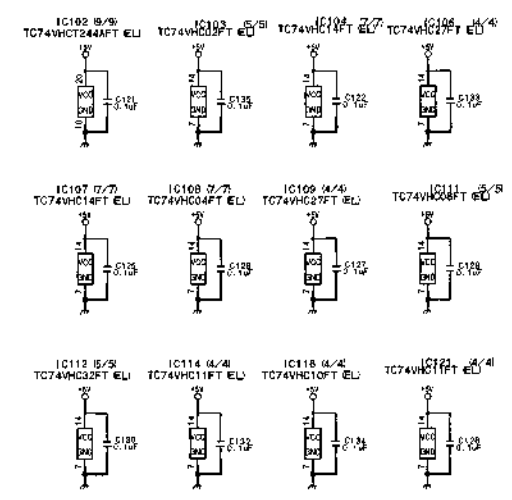 IC102 (9/9)
TC74VHCT244AFT (EL)
+5V
20
VCC
GND
10
C121
0.1uF
IC103 (5/5)
TC74VHC02FT (EL)
+5V
14
VCC
GND
7
C135
0.1uF
IC104 (7/7)
TC74VHC14FT (EL)
+5V
14
VCC
GND
7
C122
0.1uF
IC106 (4/4)
TC74VHC27FT (EL)
+5V
14
VCC
GND
7
C133
0.1uF
IC107 (7/7)
TC74VHC14FT (EL)
+5V
14
VCC
GND
7
C125
0.1uF
IC108 (7/7)
TC74VHC04FT (EL)
+5V
14
VCC
GND
7
0.1uF
IC109 (4/4)
TC74VHC27FT (EL)
+5V
14
VCC
GND
7
C127
0.1uF
IC111 (5/5)
TC74VHC08FT (EL)
+5V
14
VCC
GND
7
0.1uF
IC112 (5/5)
TC74VHC32FT (EL)
+5V
14
VCC
GND
7
C130
0.1uF
IC114 (4/4)
TC74VHC11FT (EL)
+5V
14
VCC
GND
7
C132
0.1uF
IC116 (4/4)
TC74VHC10FT (EL)
+5V
14
VCC
GND
7
C134
0.1uF
IC121 (4/4)
TC74VHC11FT (EL)
+5V
14
VCC
GND
7
0.1uF